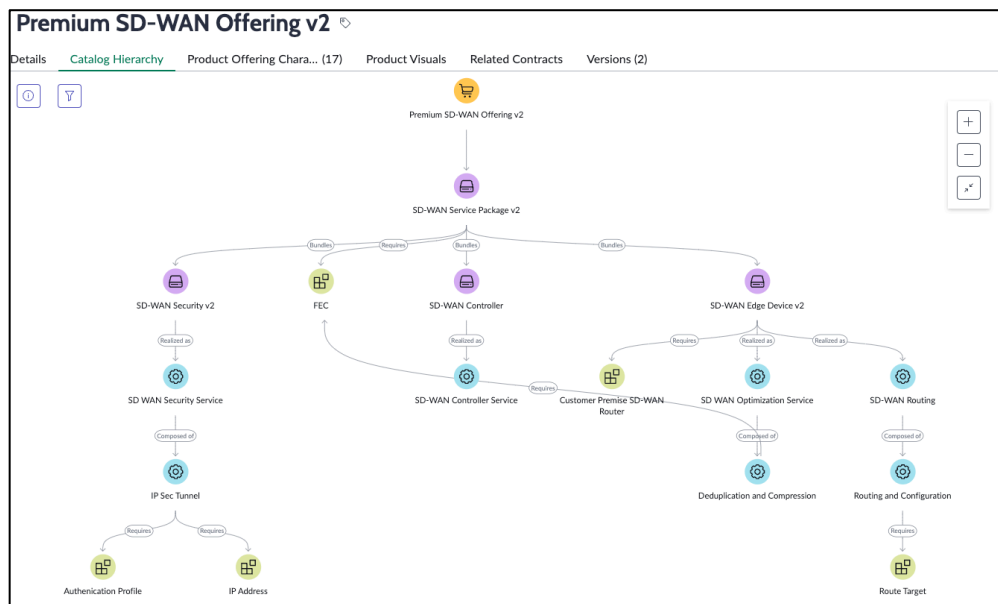 Premium SD-WAN Offering v2
Details Catalog Hierarchy Product Offering Chara... (17) Product Visuals Related Contracts Versions (2)
Premium SD-WAN Offering v2
SD-WAN Service Package v2
Bundles Requires Bundles Bundles
SD-WAN Security v2 FEC SD-WAN Controller SD-WAN Edge Device v2
Realized as Realized as Requires Realized as Realized as
SD WAN Security Service SD-WAN Controller Service Customer Premise SD-WAN SD WAN Optimization Service SD-WAN Routing
Router
Requires
Composed of Composed of Composed of
IP Sec Tunnel Deduplication and Compression Routing and Configuration
Requires Requires Requires
Authenication Profile IP Address Route Target